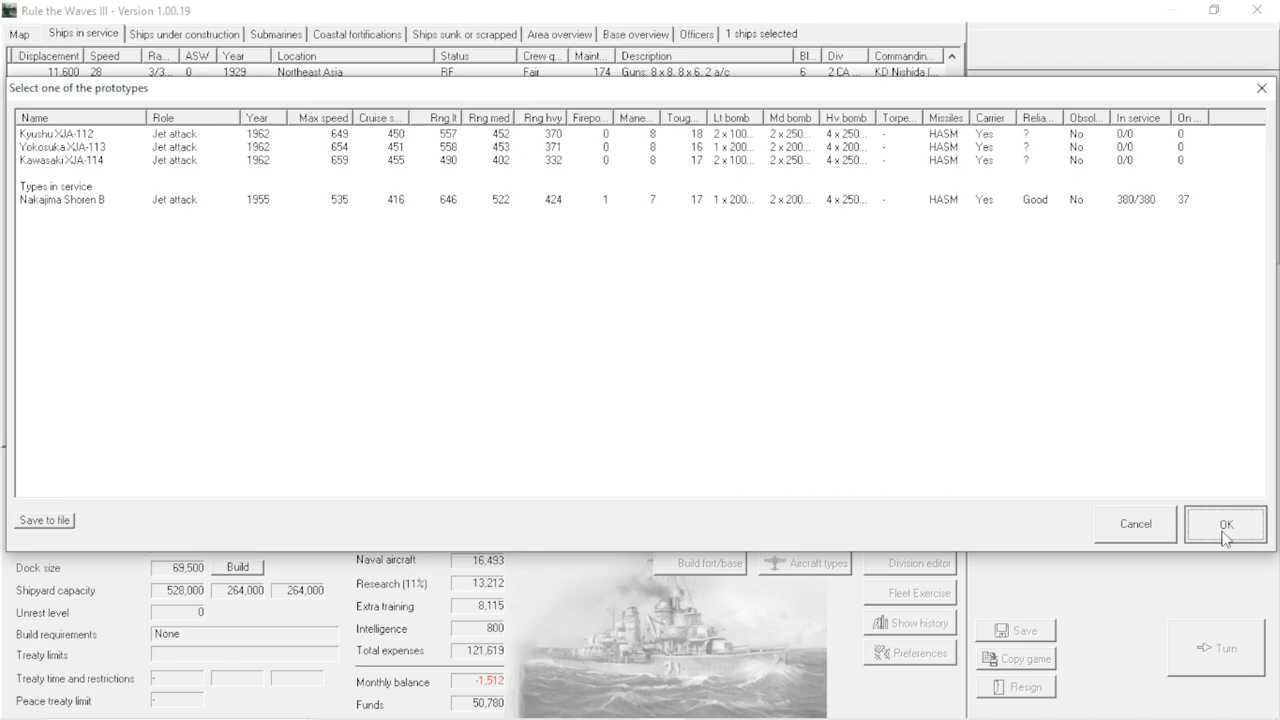 Rule the Waves III - Version 1.00.19
Map Ships in service Ships under construction Submarines Coastal fortifications Ships sunk or scrapped Area overview Base overview Officers 1 ships selected
Displacement Speed Ra... ASW Year Location Status Crew q... Maint... Description Bl... Div Commandin...
11,600 28 3/3... 0 1929 Northeast Asia RF Fair 174 Guns: 8 x 8, 8 x 6, 2 a/c 6 2 CA ... KD Nishida (...
Select one of the prototypes
Name Role Year Max speed Cruise s... Rng lt Rng med Rng hvy Firepo... Mane... Toug... Lt bomb Md bomb Hv bomb Torpe... Missiles Carrier Relia... Obsol... In service On ...
Kyushu XJA-112 Jet attack 1962 649 450 557 452 370 0 8 18 2 x 100... 2 x 250... 4 x 250... - HASM Yes ? No 0/0 0
Yokosuka XJA-113 Jet attack 1962 654 451 558 453 371 0 8 16 1 x 200... 2 x 250... 4 x 250... - HASM Yes ? No 0/0 0
Kawasaki XJA-114 Jet attack 1962 659 455 490 402 332 0 8 17 2 x 100... 2 x 250... 4 x 250... - HASM Yes ? No 0/0 0
Types in service
Nakajima Shoren B Jet attack 1955 535 416 646 522 424 1 7 17 1 x 200... 2 x 200... 4 x 250... - HASM Yes Good No 380/380 37
Save to file Cancel OK
Dock size 69,500 Build Naval aircraft 16,493 Build fort/base Aircraft types Division editor
Shipyard capacity 528,000 264,000 264,000 Research (11%) 13,212 Fleet Exercise
Unrest level 0 Extra training 8,115 Show history Save
Build requirements None Intelligence 800 Preferences Copy game Turn
Treaty limits Total expenses 121,619
Treaty time and restrictions - Monthly balance -1,512 Resign
Peace treaty limit - Funds 50,780
21